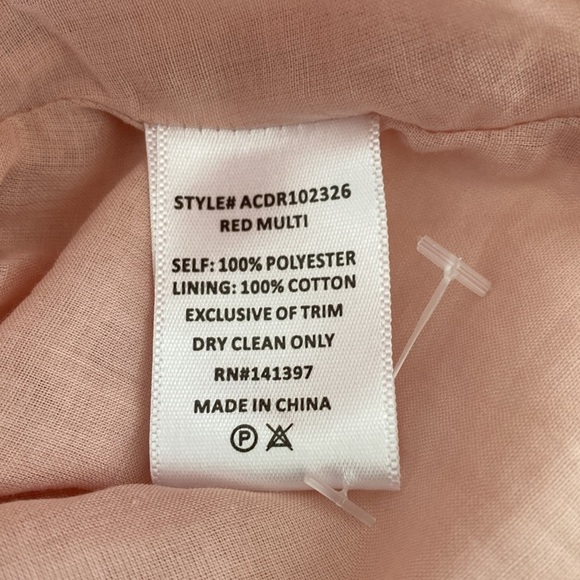 STYLE# ACDR102326
RED MULTI
SELF: 100% POLYESTER
LINING: 100% COTTON
EXCLUSIVE OF TRIM
DRY CLEAN ONLY
RN#141397
MADE IN CHINA
P